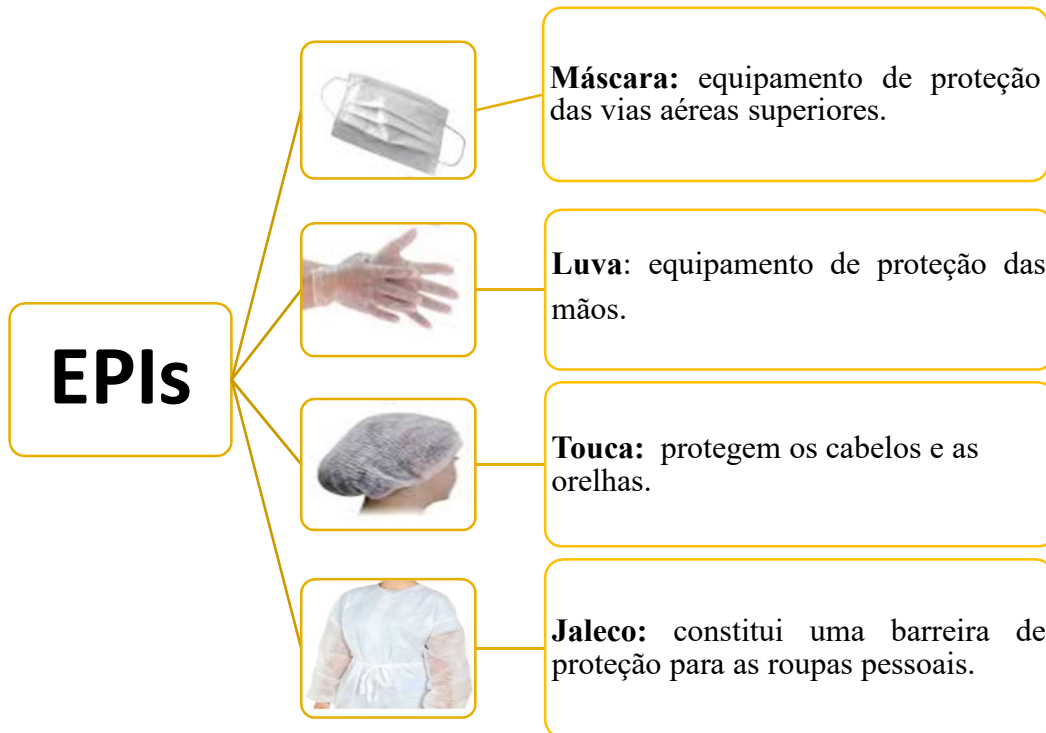 EPIs
Máscara: equipamento de proteção
das vias aéreas superiores.
Luva: equipamento de proteção das
mãos.
Touca: protegem os cabelos e as
orelhas.
Jaleco: constitui uma barreira de
proteção para as roupas pessoais.